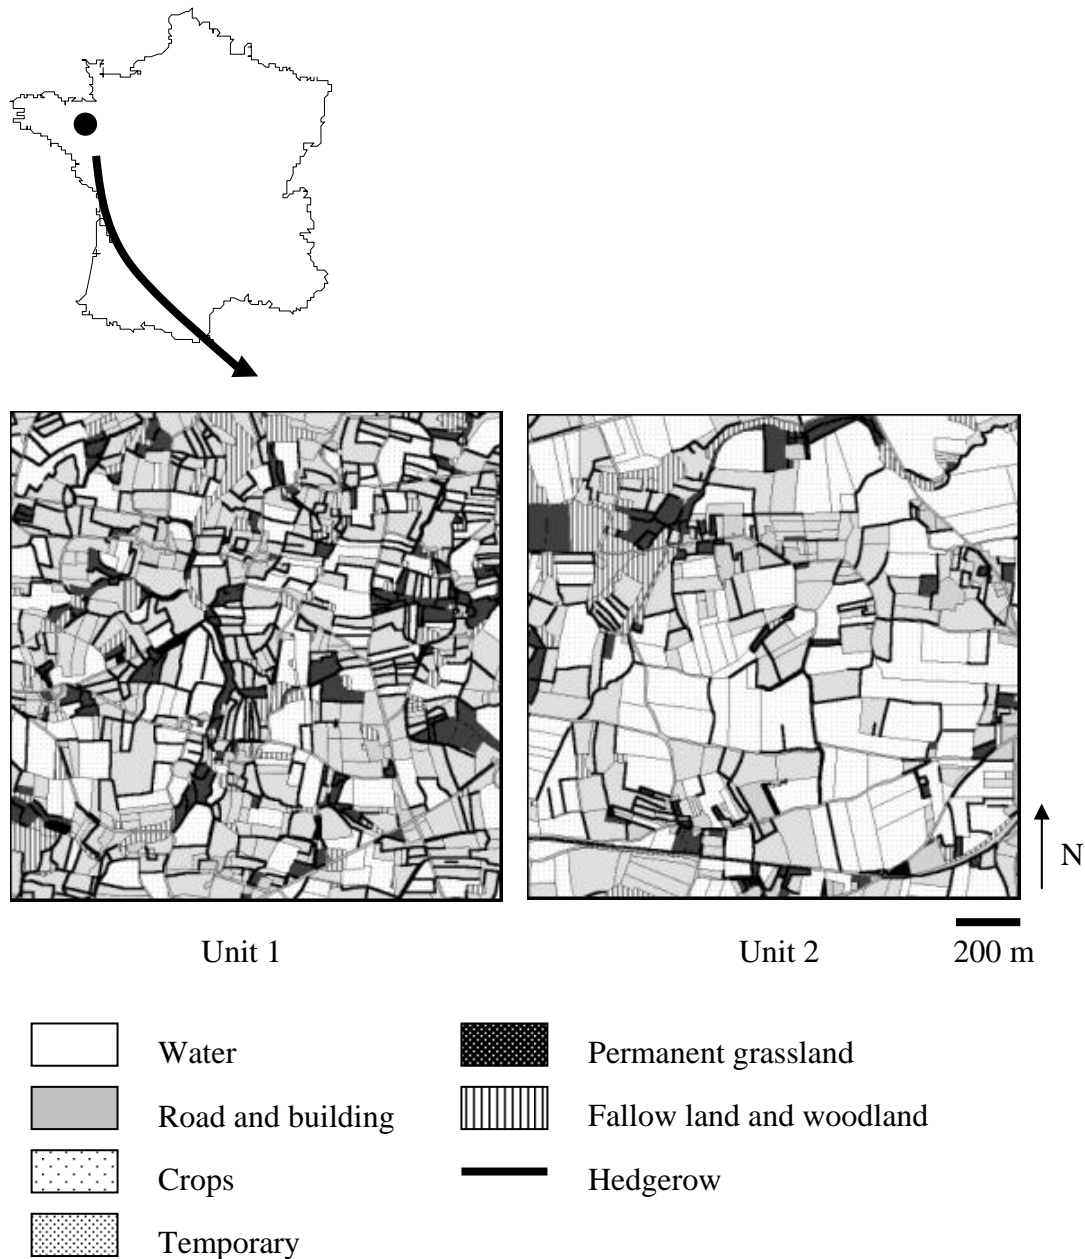 N
Unit 1
Unit 2
200 m
Water
Permanent grassland
Road and building
Fallow land and woodland
Crops
Hedgerow
Temporary